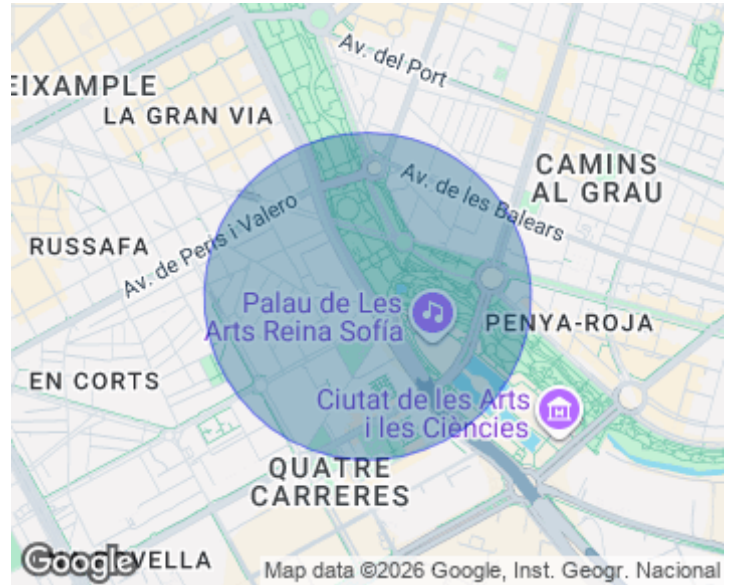 Av. del Port
EIXAMPLE
LA GRAN VIA
CAMINS
AL GRAU
Av. de les Balears
Av. de Peris i Valero
RUSSAFA
Palau de Les
Arts Reina Sofía
PENYA-ROJA
EN CORTS
Ciutat de les Arts
i les Ciències
QUATRE
CARRERES
Google
VELLA
Map data ©2026 Google, Inst. Geogr. Nacional